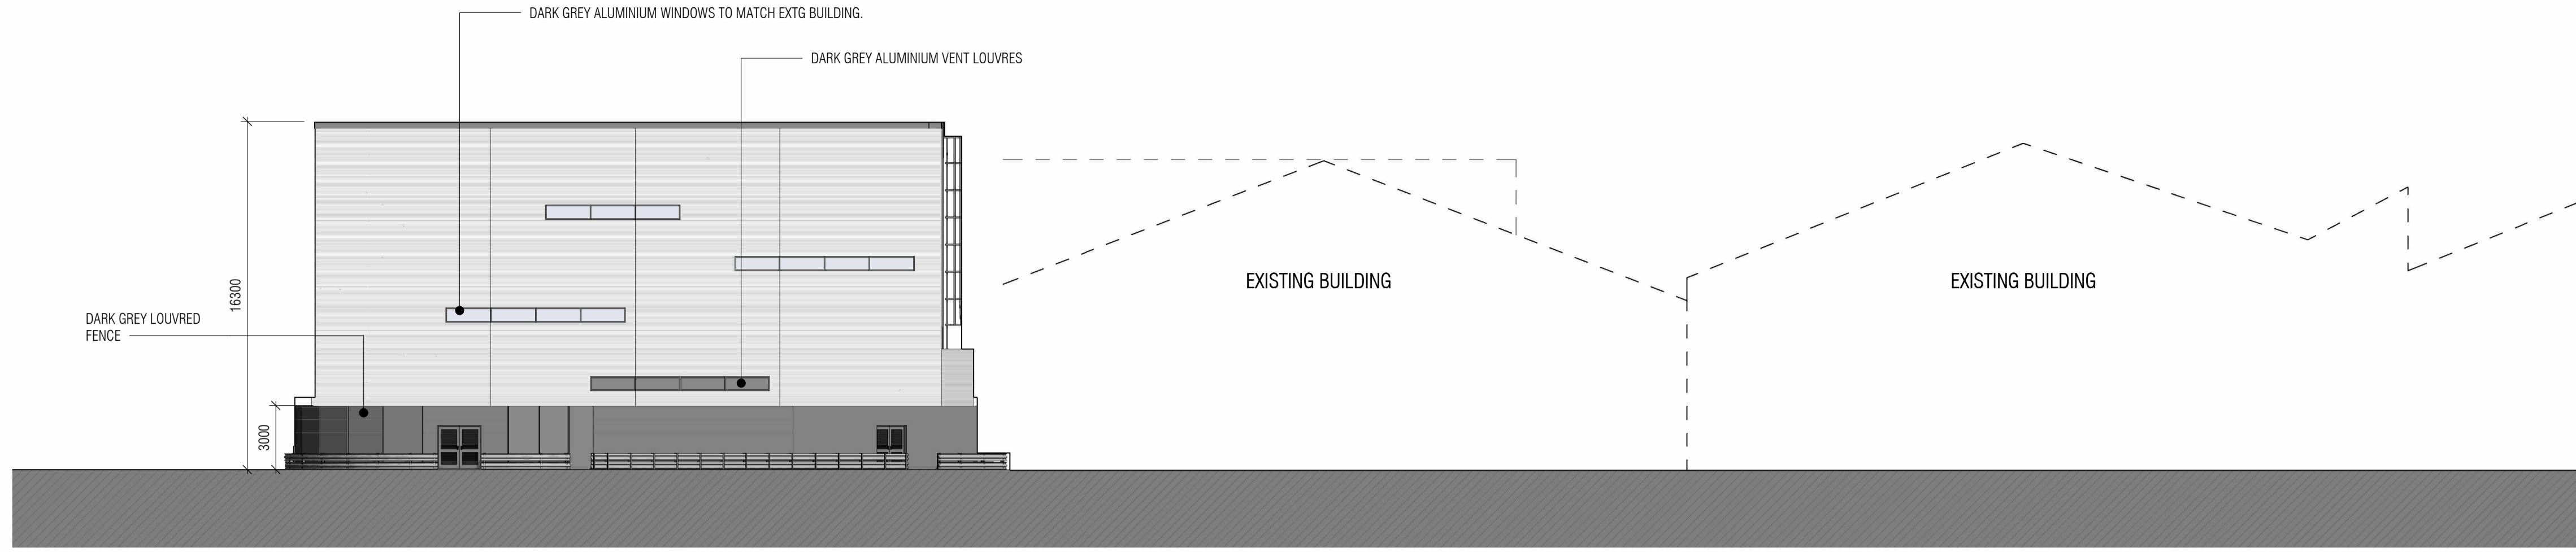 DARK GREY ALUMINIUM WINDOWS TO MATCH EXTG BUILDING.
DARK GREY ALUMINIUM VENT LOUVRES
16300
EXISTING BUILDING
EXISTING BUILDING
DARK GREY LOUVRED
FENCE
3000